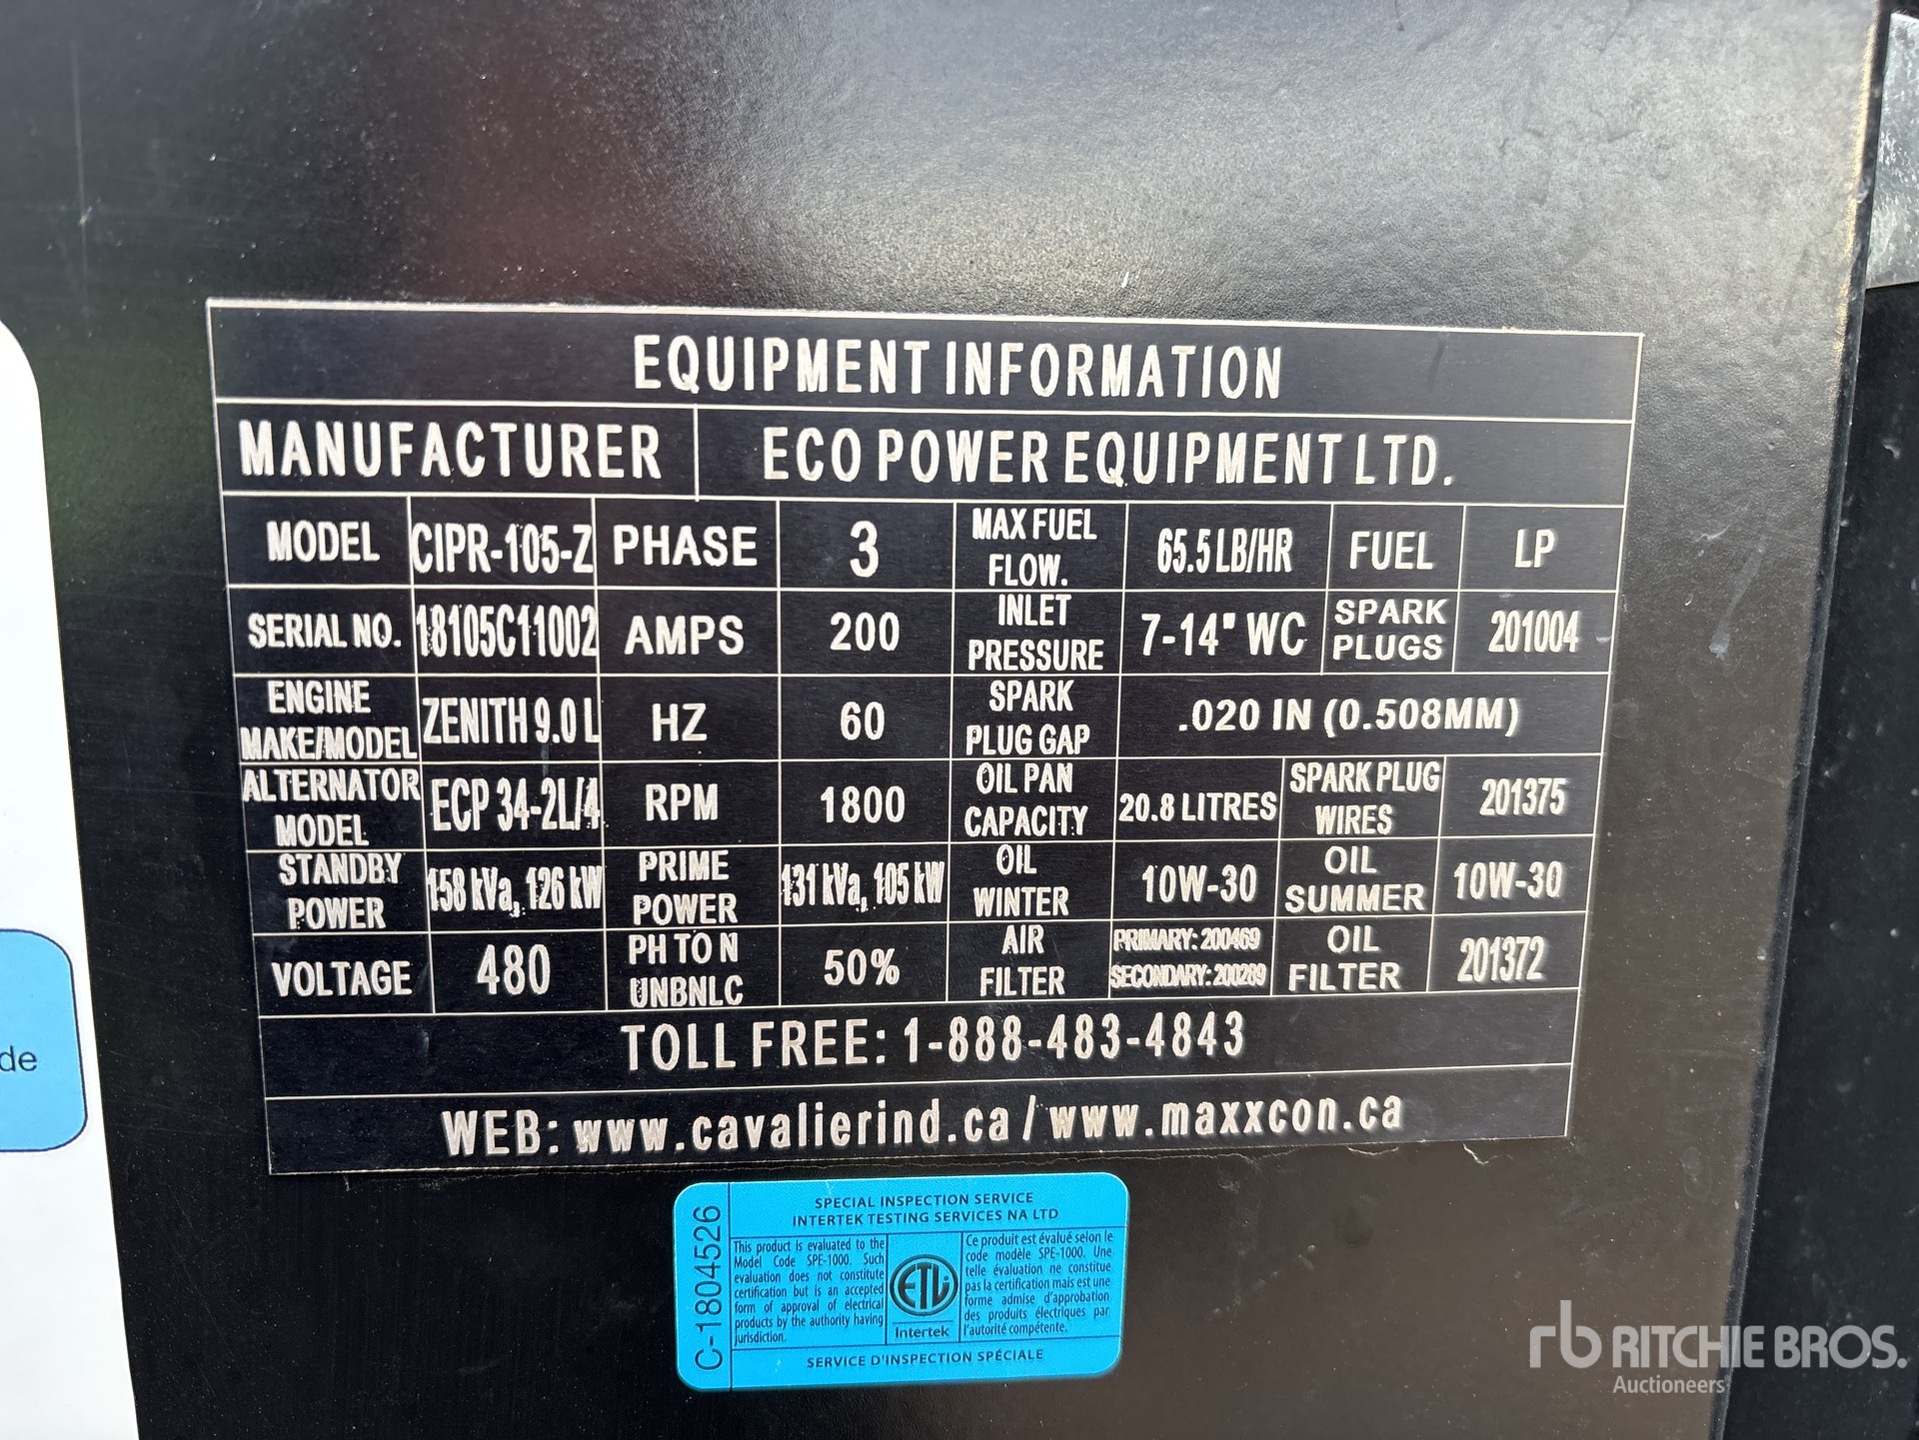 EQUIPMENT INFORMATION
MANUFACTURER ECO POWER EQUIPMENT LTD.
MODEL CIPR-105-Z PHASE 3 MAX FUEL FLOW. 65.5 LB/HR FUEL LP
SERIAL NO. 18105C11002 AMPS 200 INLET PRESSURE 7-14" WC SPARK PLUGS 201004
ENGINE MAKE/MODEL ZENITH 9.0 L HZ 60 SPARK PLUG GAP .020 IN (0.508MM)
ALTERNATOR MODEL ECP 34-2L/4 RPM 1800 OIL PAN CAPACITY 20.8 LITRES SPARK PLUG WIRES 201375
STANDBY POWER 158 kVa, 126 kW PRIME POWER 131 kVa, 105 kW OIL WINTER 10W-30 OIL SUMMER 10W-30
VOLTAGE 480 PH TO N UNBNLC 50% AIR FILTER PRIMARY: 200469 SECONDARY: 200289 OIL FILTER 201372
TOLL FREE: 1-888-483-4843
WEB: www.cavalierind.ca / www.maxxcon.ca
de
C-1804526
SPECIAL INSPECTION SERVICE
INTERTEK TESTING SERVICES NA LTD
This product is evaluated to the
Model Code SPE-1000. Such
evaluation does not constitute
certification but is an accepted
form of approval of electrical
products by the authority having
jurisdiction.
ETL
Intertek
Ce produit est évalué selon le
code modèle SPE-1000. Une
telle évaluation ne constitue
pas la certification mais est une
forme admise d'approbation
des produits électriques par
l'autorité compétente.
SERVICE D'INSPECTION SPÉCIALE
rb RITCHIE BROS.
Auctioneers